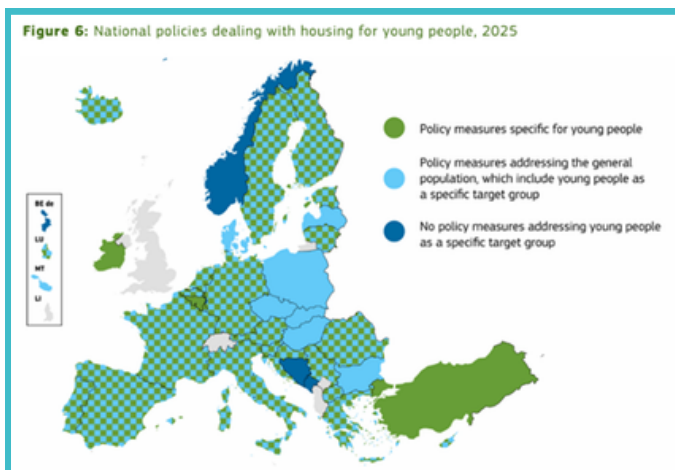 Figure 6: National policies dealing with housing for young people, 2025
Policy measures specific for young people
Policy measures addressing the general
population, which include young people as
a specific target group
No policy measures addressing young people
as a specific target group
BE de
LU
MT
LI